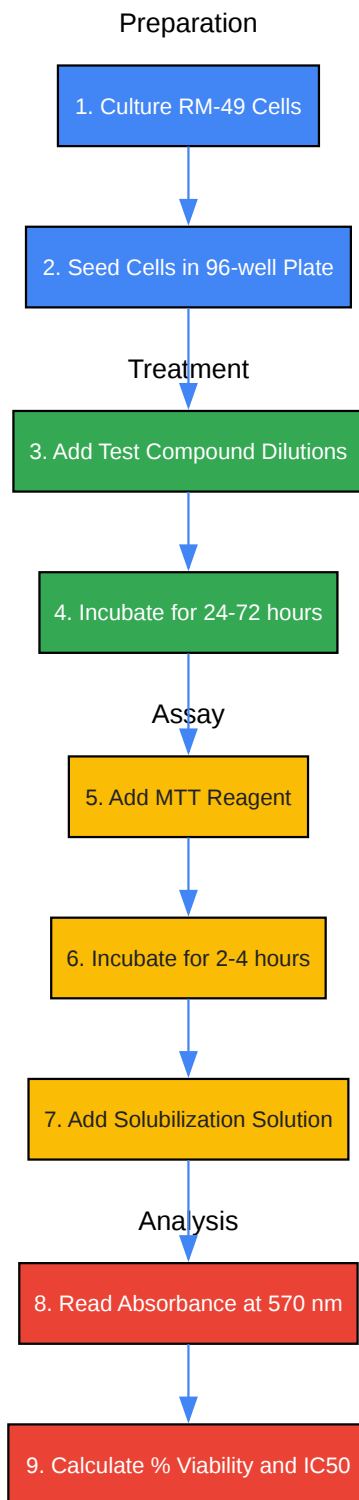 Preparation
1. Culture RM-49 Cells
2. Seed Cells in 96-well Plate
Treatment
3. Add Test Compound Dilutions
4. Incubate for 24-72 hours
Assay
5. Add MTT Reagent
6. Incubate for 2-4 hours
7. Add Solubilization Solution
Analysis
8. Read Absorbance at 570 nm
9. Calculate % Viability and IC50